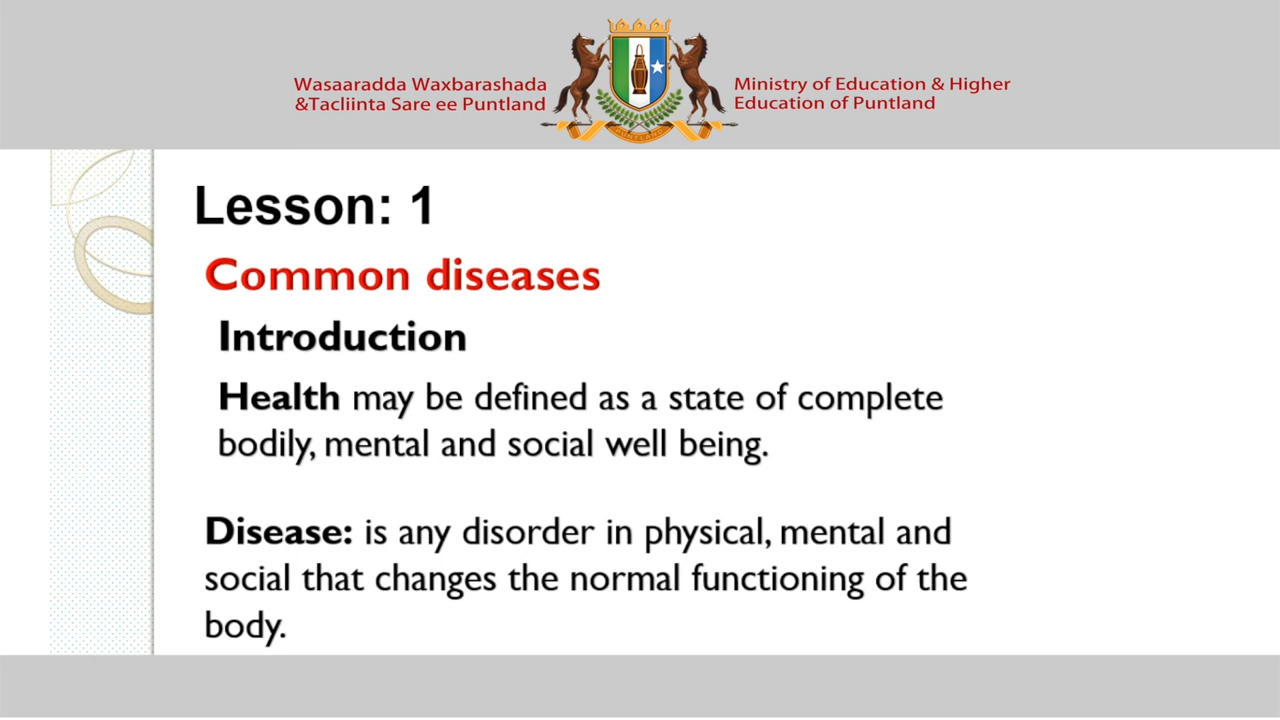 Wasaaradda Waxbarashada
&Tacliinta Sare ee Puntland
Ministry of Education & Higher
Education of Puntland
PUNTLAND
Lesson: 1
Common diseases
Introduction
Health may be defined as a state of complete
bodily, mental and social well being.
Disease: is any disorder in physical, mental and
social that changes the normal functioning of the
body.